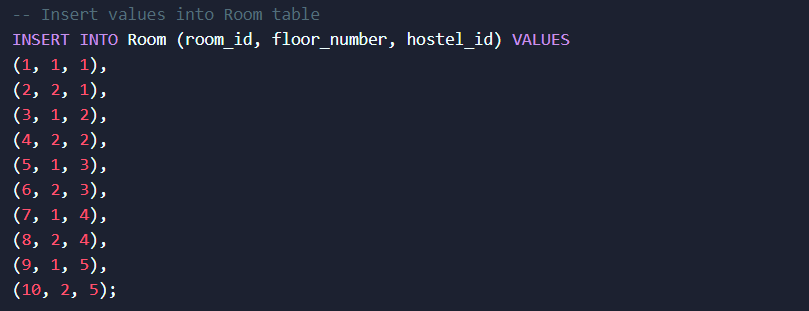 -- Insert values into Room table
INSERT INTO Room (room_id, floor_number, hostel_id) VALUES
(1, 1, 1),
(2, 2, 1),
(3, 1, 2),
(4, 2, 2),
(5, 1, 3),
(6, 2, 3),
(7, 1, 4),
(8, 2, 4),
(9, 1, 5),
(10, 2, 5);